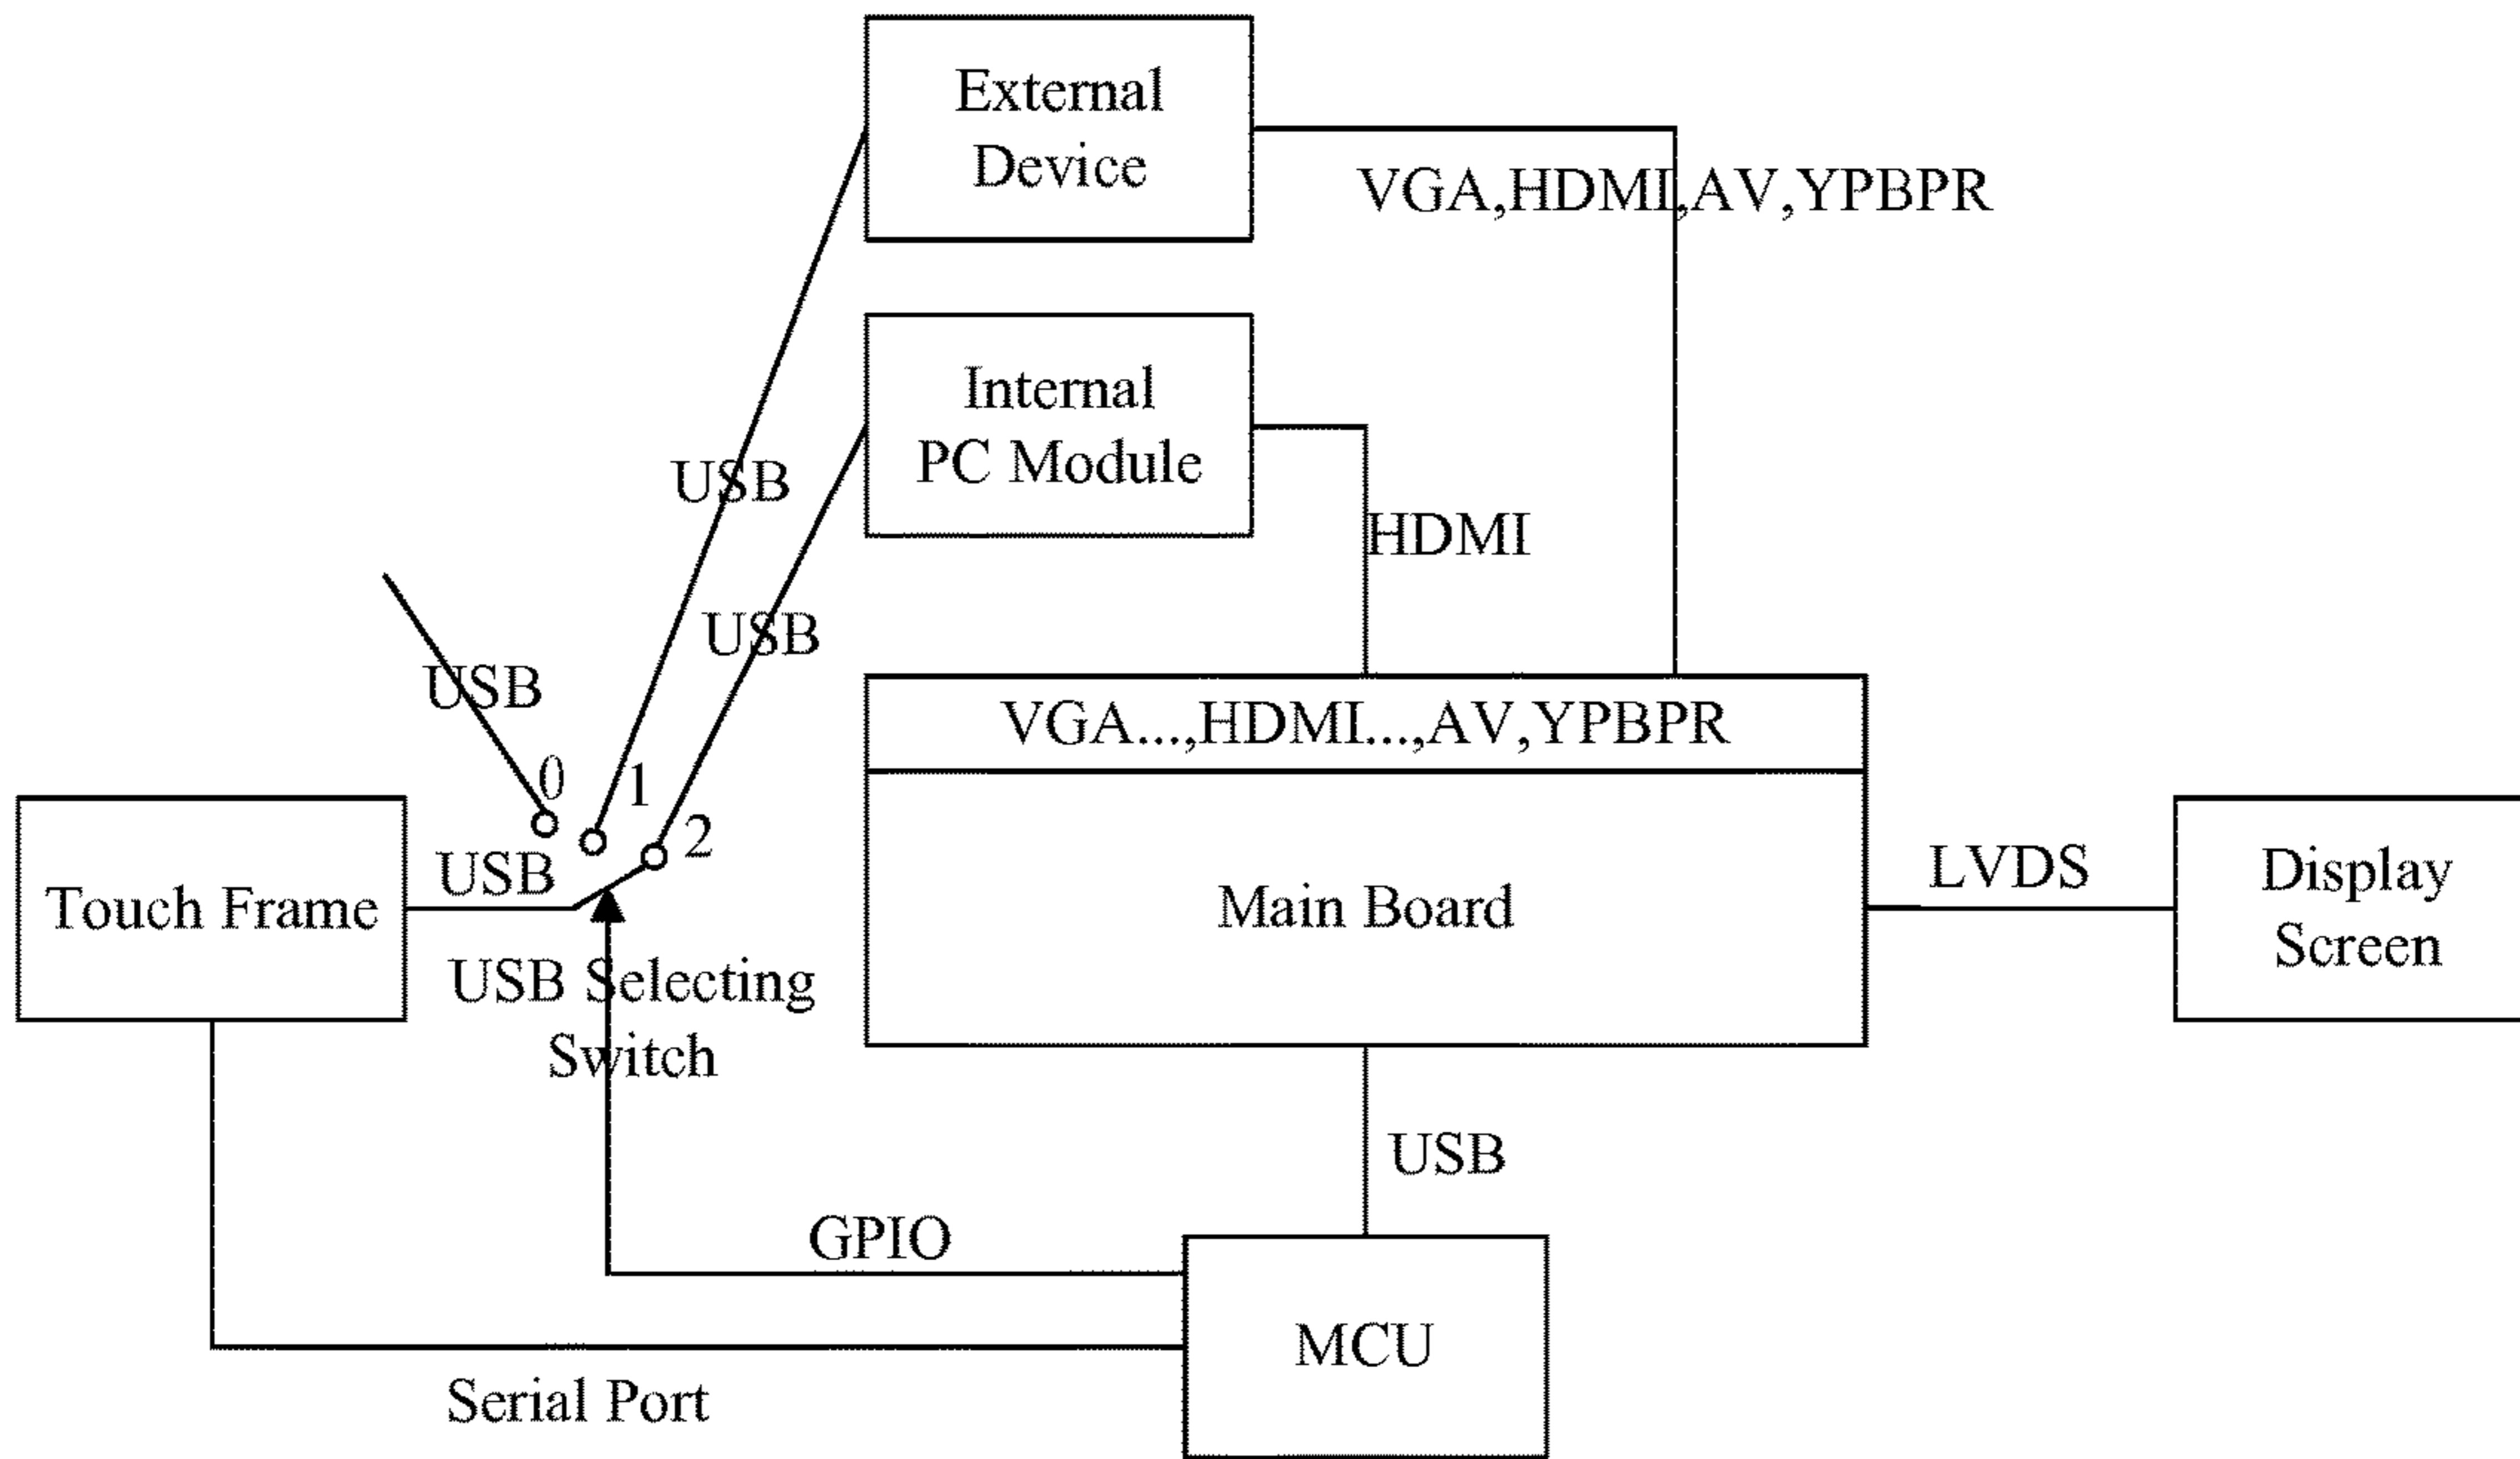 External
Device
VGA,HDMI,AV,YPBPR
Internal
PC Module
USB
HDMI
USB
USB
VGA...,HDMI...,AV,YPBPR
0
1
2
USB
Touch Frame
Main Board
LVDS
Display
Screen
USB Selecting
Switch
USB
GPIO
MCU
Serial Port